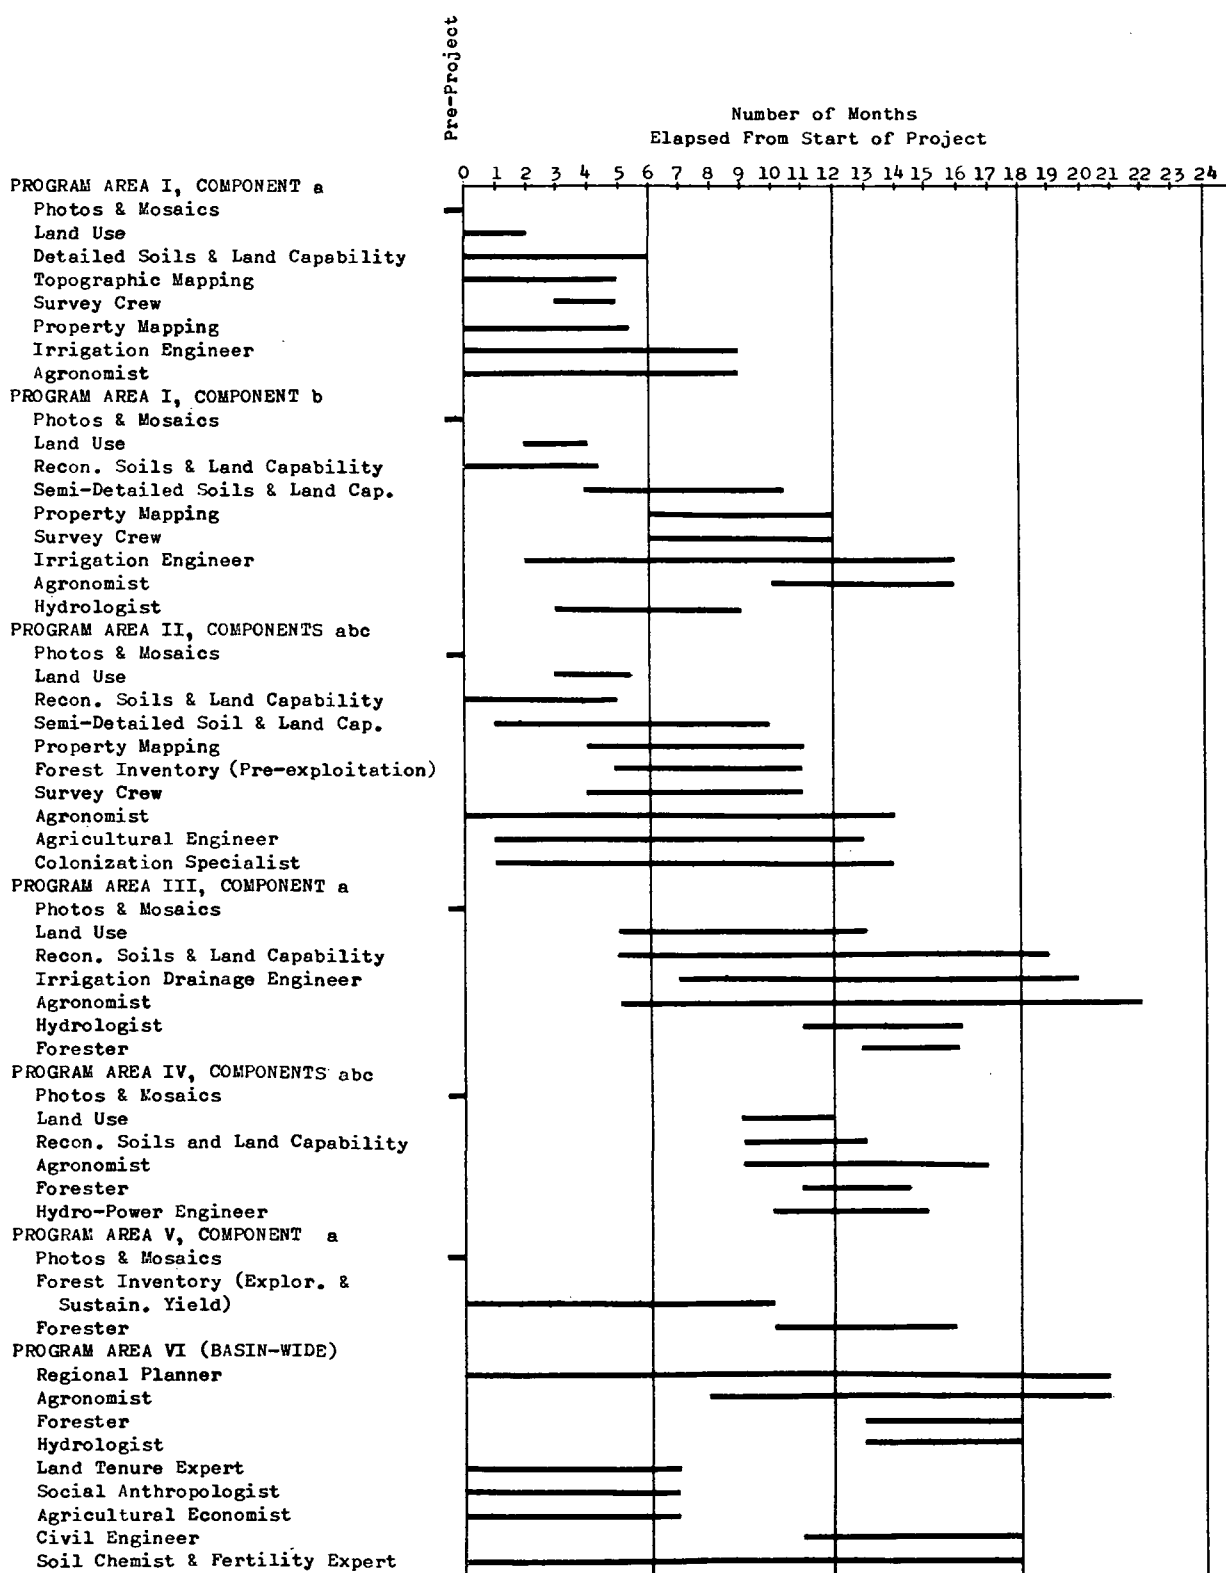 Pre-Project
Number of Months
Elapsed From Start of Project
0 1 2 3 4 5 6 7 8 9 10 11 12 13 14 15 16 17 18 19 20 21 22 23 24
PROGRAM AREA I, COMPONENT a
Photos & Mosaics
Land Use
Detailed Soils & Land Capability
Topographic Mapping
Survey Crew
Property Mapping
Irrigation Engineer
Agronomist
PROGRAM AREA I, COMPONENT b
Photos & Mosaics
Land Use
Recon. Soils & Land Capability
Semi-Detailed Soils & Land Cap.
Property Mapping
Survey Crew
Irrigation Engineer
Agronomist
Hydrologist
PROGRAM AREA II, COMPONENTS abc
Photos & Mosaics
Land Use
Recon. Soils & Land Capability
Semi-Detailed Soil & Land Cap.
Property Mapping
Forest Inventory (Pre-exploitation)
Survey Crew
Agronomist
Agricultural Engineer
Colonization Specialist
PROGRAM AREA III, COMPONENT a
Photos & Mosaics
Land Use
Recon. Soils & Land Capability
Irrigation Drainage Engineer
Agronomist
Hydrologist
Forester
PROGRAM AREA IV, COMPONENTS abc
Photos & Mosaics
Land Use
Recon. Soils and Land Capability
Agronomist
Forester
Hydro-Power Engineer
PROGRAM AREA V, COMPONENT a
Photos & Mosaics
Forest Inventory (Explor. &
Sustain. Yield)
Forester
PROGRAM AREA VI (BASIN-WIDE)
Regional Planner
Agronomist
Forester
Hydrologist
Land Tenure Expert
Social Anthropologist
Agricultural Economist
Civil Engineer
Soil Chemist & Fertility Expert